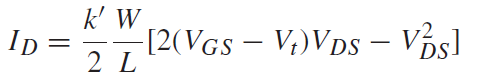 I_D = \frac{k'}{2} \frac{W}{L} [2(V_{GS} − V_t)V_{DS} − V_{DS}^2]